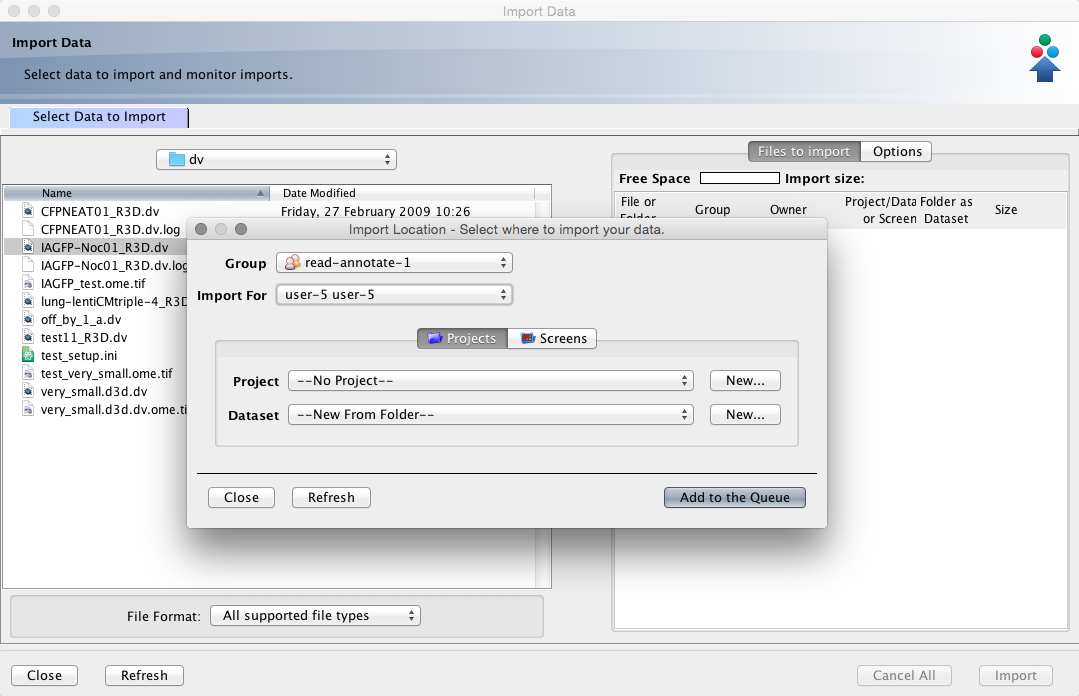 Import Data
Import Data
Select data to import and monitor imports.
Select Data to Import
dv
Name Date Modified
CFPNEAT01_R3D.dv Friday, 27 February 2009 10:26
CFPNEAT01_R3D.dv.log
IAGFP-Noc01_R3D.dv
IAGFP-Noc01_R3D.dv.log
IAGFP_test.ome.tif
lung-lentiCMtriple-4_R3D
off_by_1_a.dv
test11_R3D.dv
test_setup.ini
test_very_small.ome.tif
very_small.d3d.dv
very_small.d3d.dv.ome.ti
File Format: All supported file types
Close Refresh
Files to import Options
Free Space Import size:
File or Folder Group Owner Project/Data or Screen Folder as Dataset Size
Import Location - Select where to import your data.
Group read-annotate-1
Import For user-5 user-5
Projects Screens
Project --No Project-- New...
Dataset --New From Folder-- New...
Close Refresh Add to the Queue
Cancel All Import